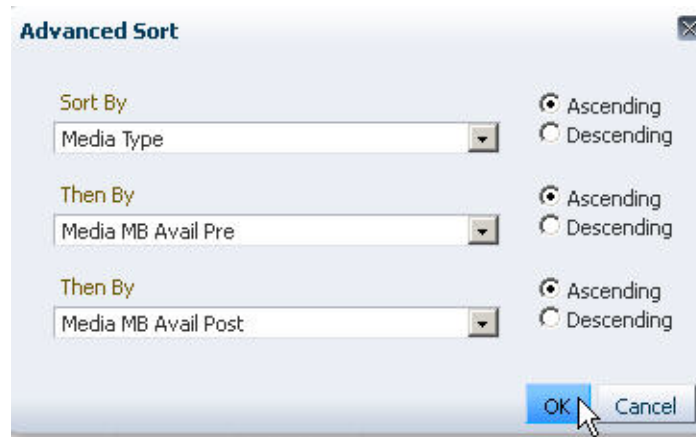 Advanced Sort
Sort By
Media Type
Ascending
Descending
Then By
Media MB Avail Pre
Ascending
Descending
Then By
Media MB Avail Post
Ascending
Descending
OK
Cancel